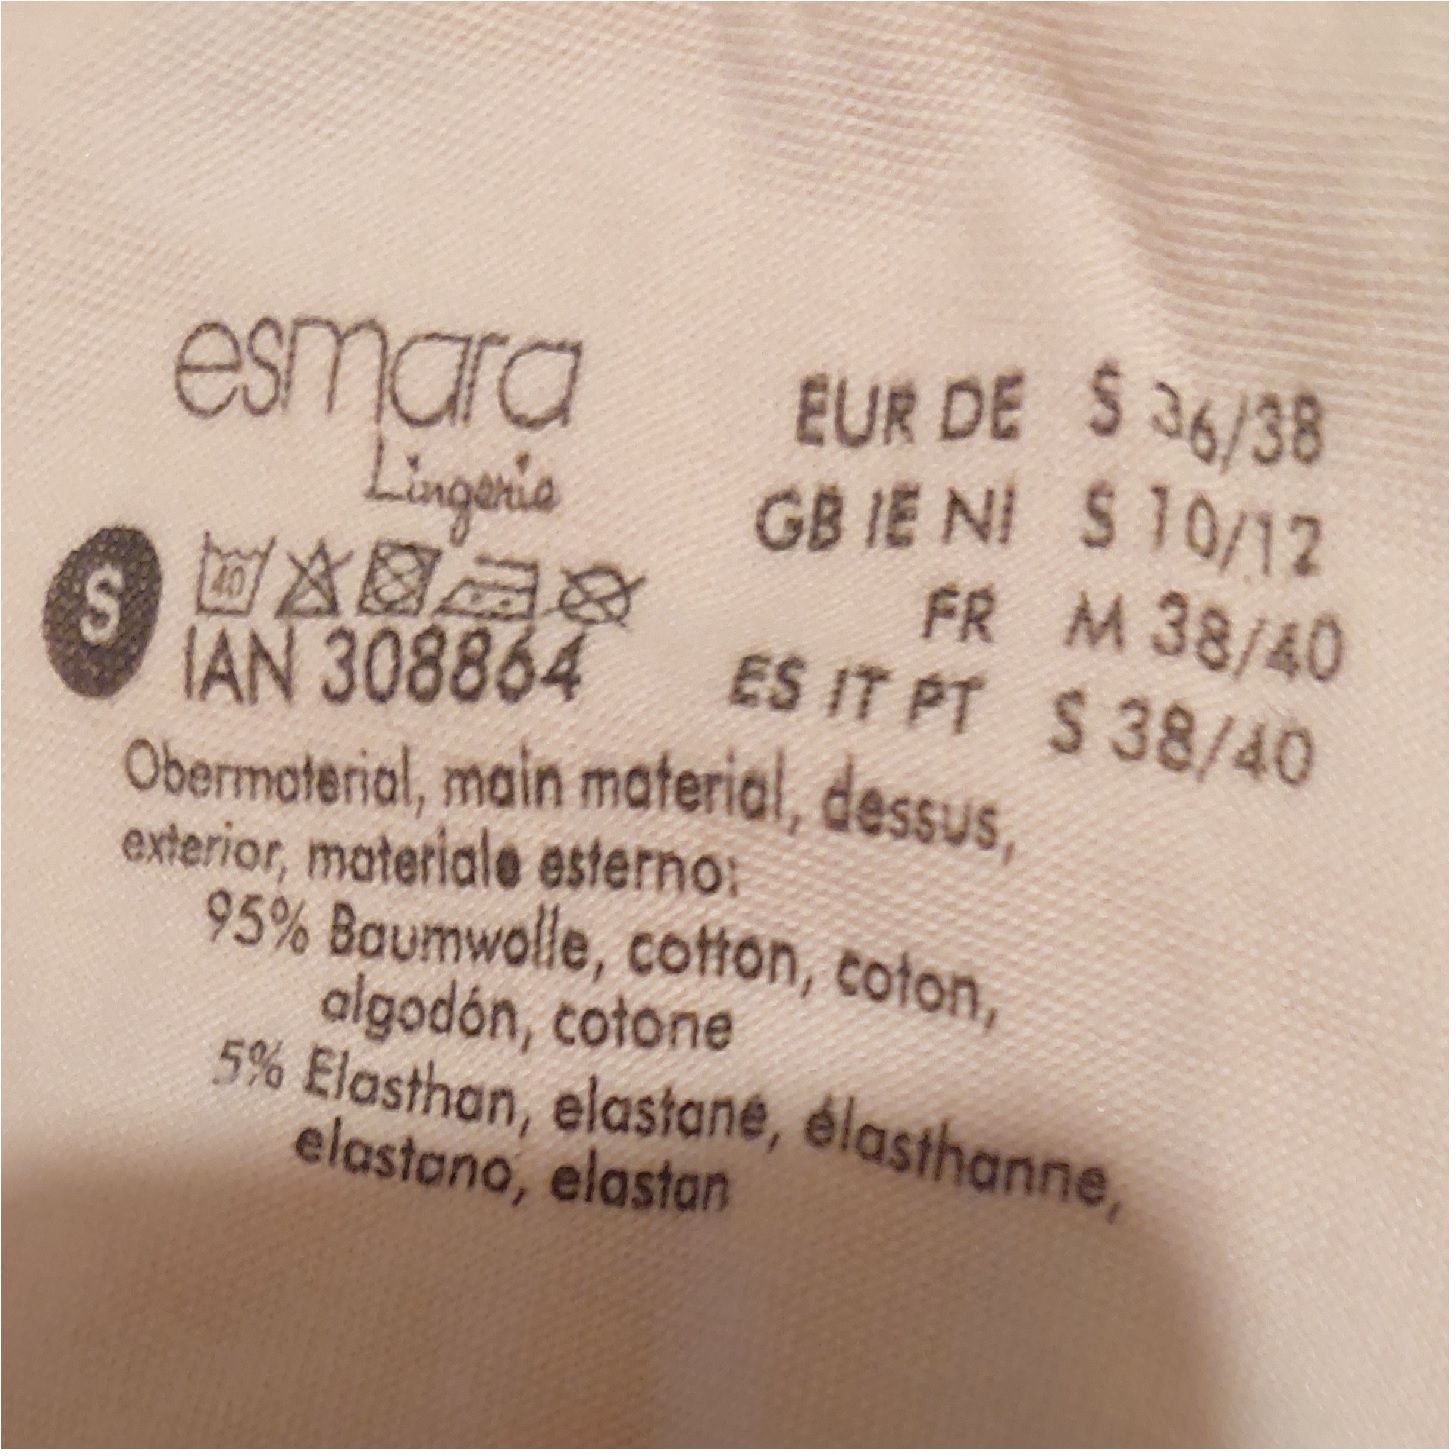 esmara
Lingerie
EUR DE S 36/38
GB IE NI S 10/12
FR M 38/40
ES IT PT S 38/40
S
40
IAN 308864
Obermaterial, main material, dessus,
exterior, materiale esterno:
95% Baumwolle, cotton, coton,
algodón, cotone
5% Elasthan, elastane, élasthanne,
elastano, elastan